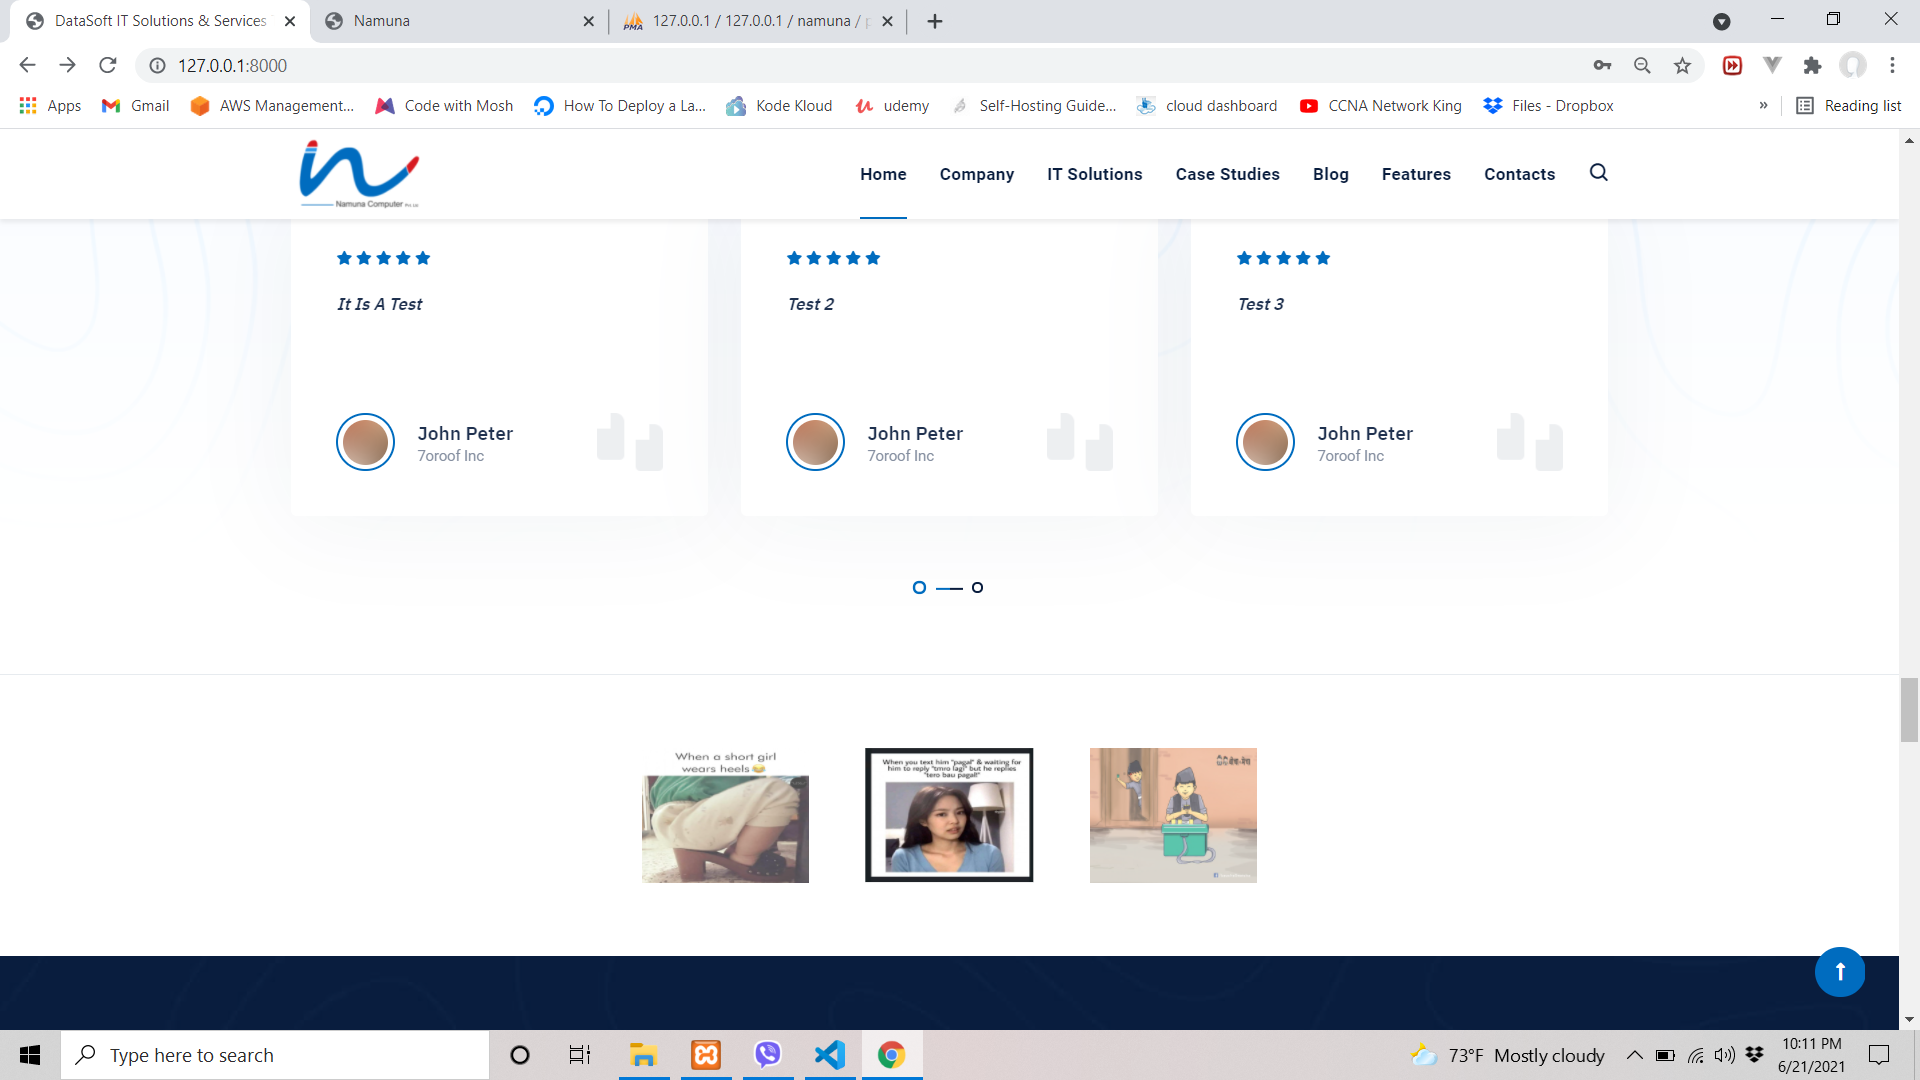 DataSoft IT Solutions & Services
Namuna
127.0.0.1 / 127.0.0.1 / namuna /
127.0.0.1:8000
Apps
Gmail
AWS Management...
Code with Mosh
How To Deploy a La...
Kode Kloud
udemy
Self-Hosting Guide...
cloud dashboard
CCNA Network King
Files - Dropbox
»
Reading list
Namuna Computer Pvt. Ltd
Home
Company
IT Solutions
Case Studies
Blog
Features
Contacts
It Is A Test
John Peter
7oroof Inc
Test 2
John Peter
7oroof Inc
Test 3
John Peter
7oroof Inc
When a short girl
wears heels😂
When you text him "pagal" & waiting for
him to reply "tmro lagi" but he replies
"tero bau pagal!"
Type here to search
73°F Mostly cloudy
10:11 PM
6/21/2021